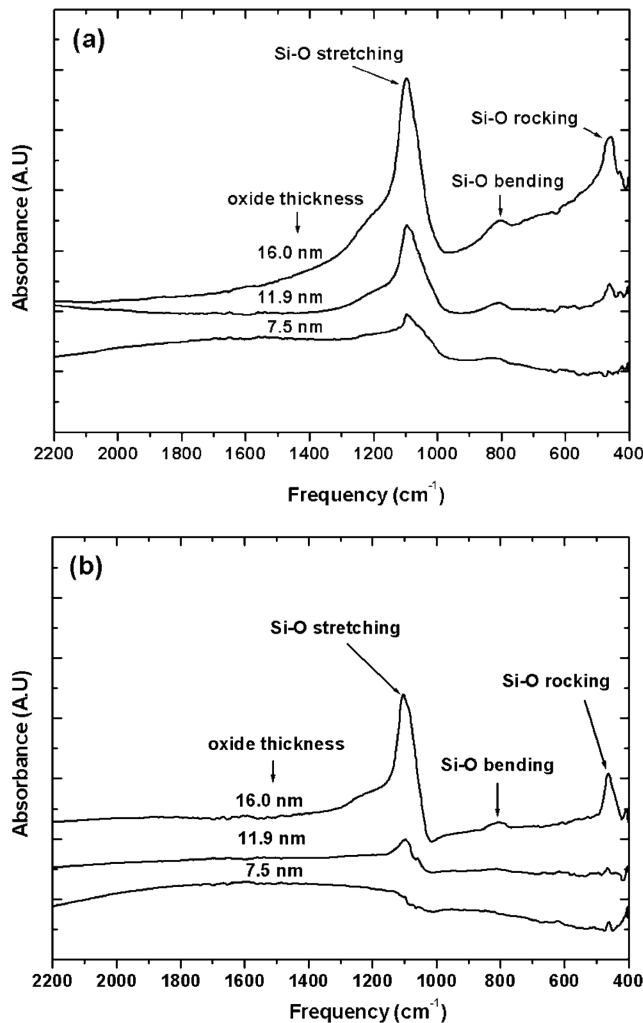 (a)
Si-O stretching
Si-O rocking
Si-O bending
oxide thickness
16.0 nm
11.9 nm
7.5 nm
Absorbance (A.U)
2200 2000 1800 1600 1400 1200 1000 800 600 400
Frequency (cm⁻¹)
(b)
Si-O stretching
Si-O rocking
oxide thickness
Si-O bending
16.0 nm
11.9 nm
7.5 nm
Absorbance (A.U)
2200 2000 1800 1600 1400 1200 1000 800 600 400
Frequency (cm⁻¹)